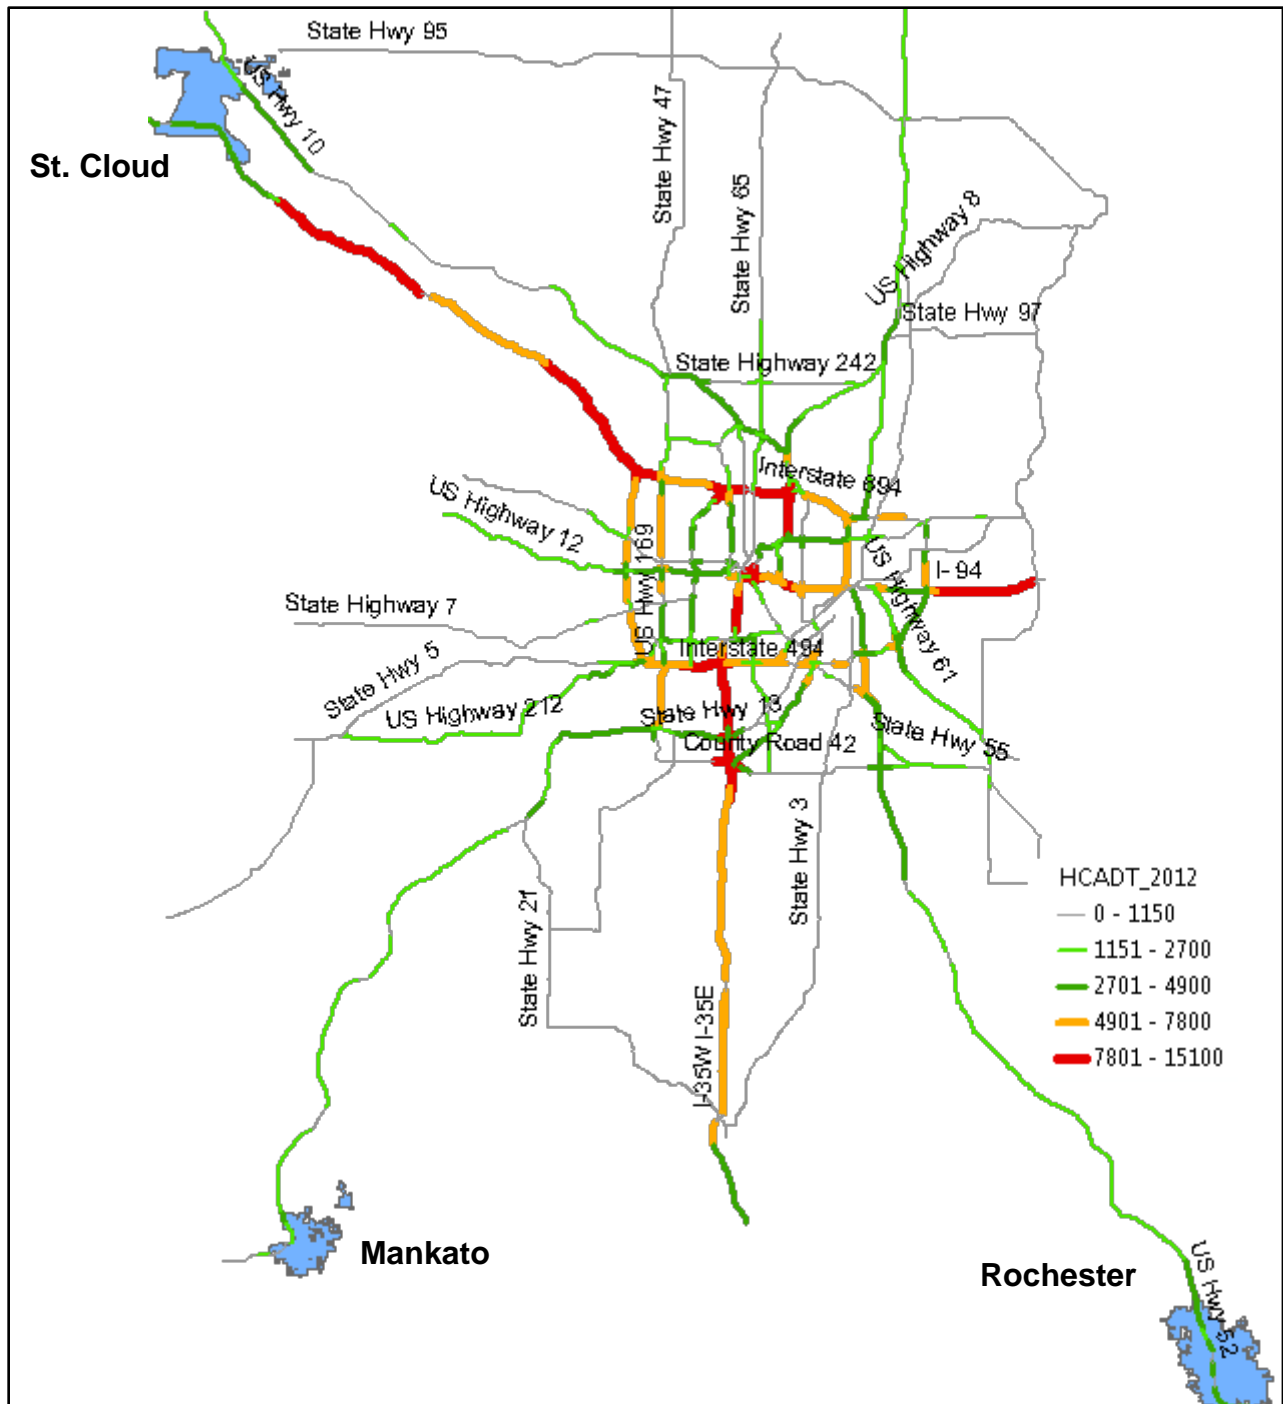 State Hwy 95
US Hwy 10
St. Cloud
State Hwy 47
State Hwy 65
US Highway 8
State Hwy 97
State Highway 242
Interstate 694
US Highway 12
US Hwy 169
US Highway 61
I- 94
State Highway 7
State Hwy 5
Interstate 494
US Highway 212
State Hwy 13
State Hwy 55
County Road 42
State Hwy 3
State Hwy 21
I-35W I-35E
HCADT_2012
0 - 1150
1151 - 2700
2701 - 4900
4901 - 7800
7801 - 15100
Mankato
Rochester
US Hwy 52